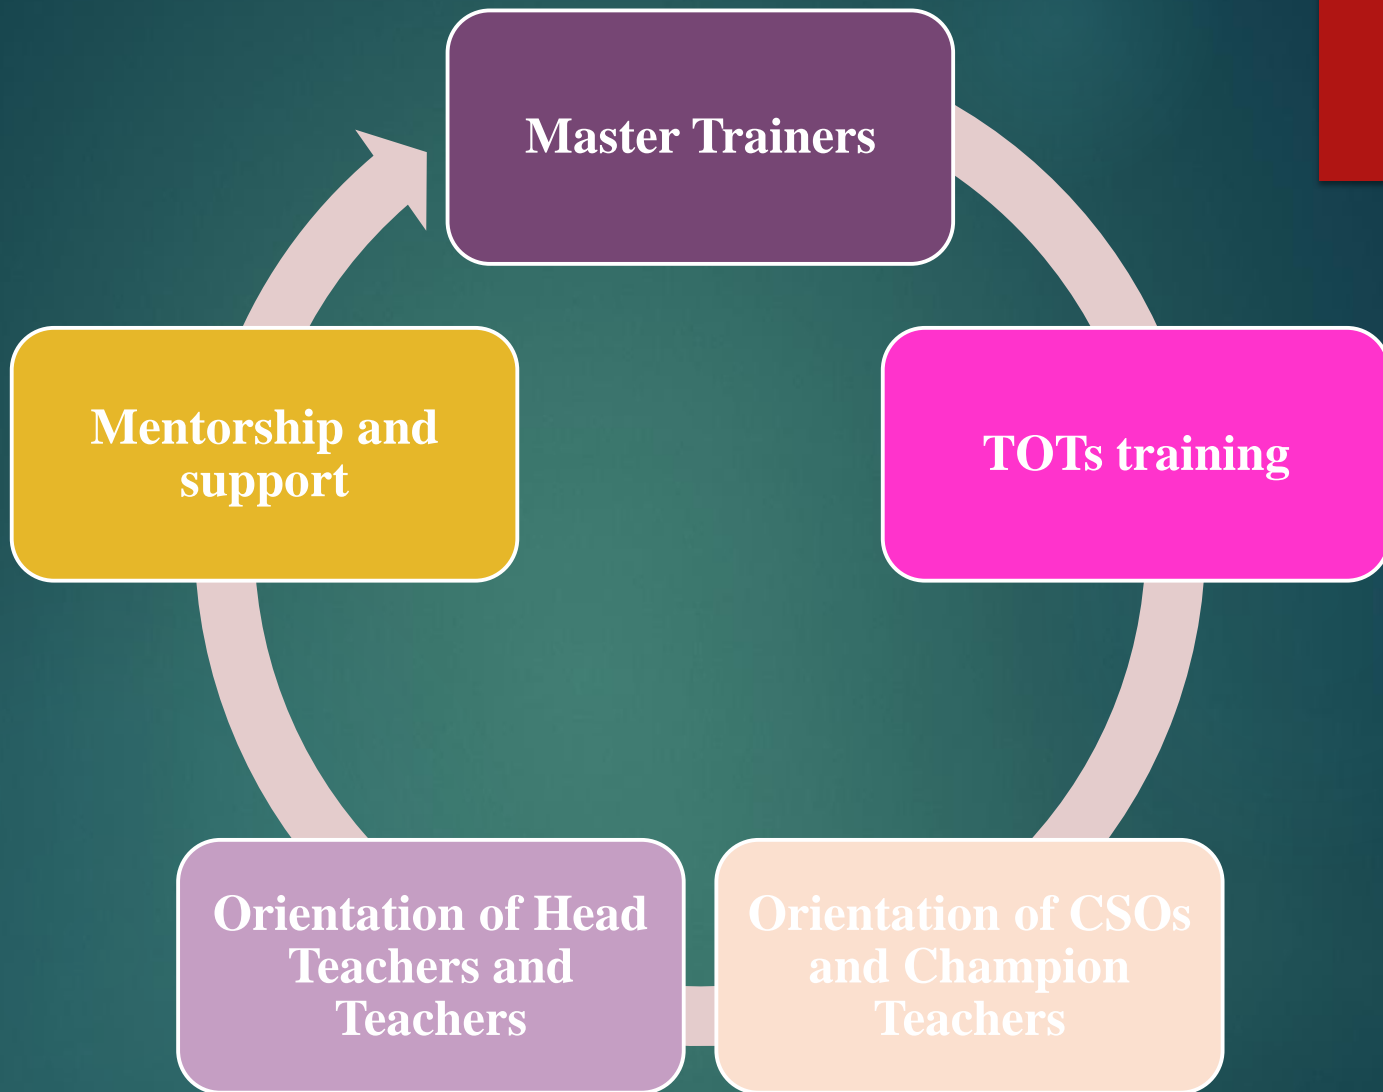 Master Trainers
TOTs training
Orientation of CSOs
and Champion
Teachers
Orientation of Head
Teachers and
Teachers
Mentorship and
support